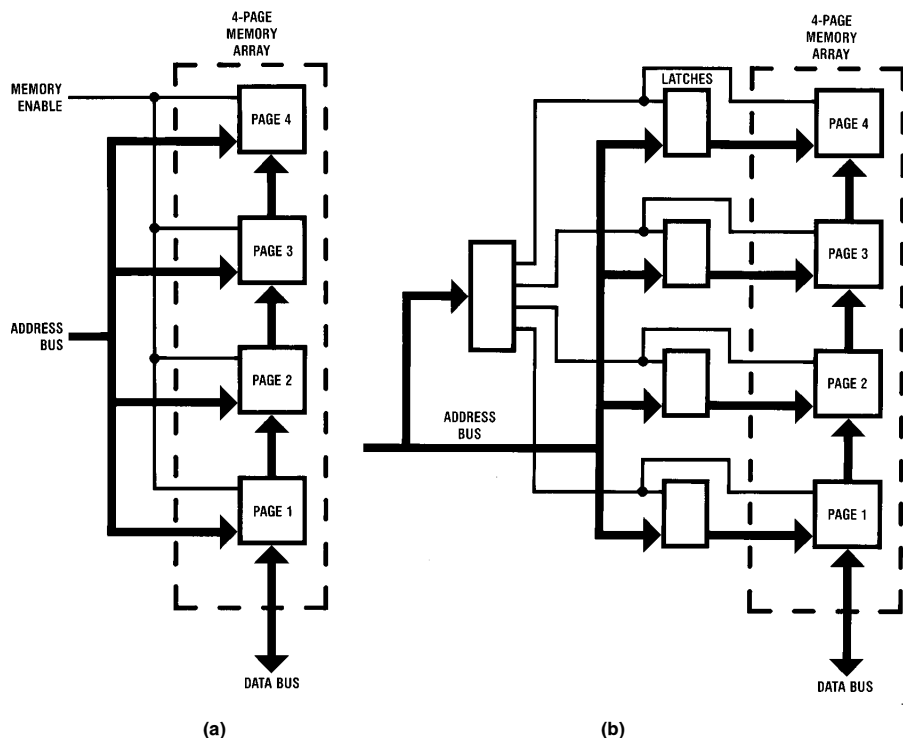 4-PAGE
MEMORY
ARRAY
MEMORY
ENABLE
PAGE 4
PAGE 3
ADDRESS
BUS
PAGE 2
PAGE 1
DATA BUS
(a)
4-PAGE
MEMORY
ARRAY
LATCHES
PAGE 4
PAGE 3
PAGE 2
ADDRESS
BUS
PAGE 1
DATA BUS
(b)